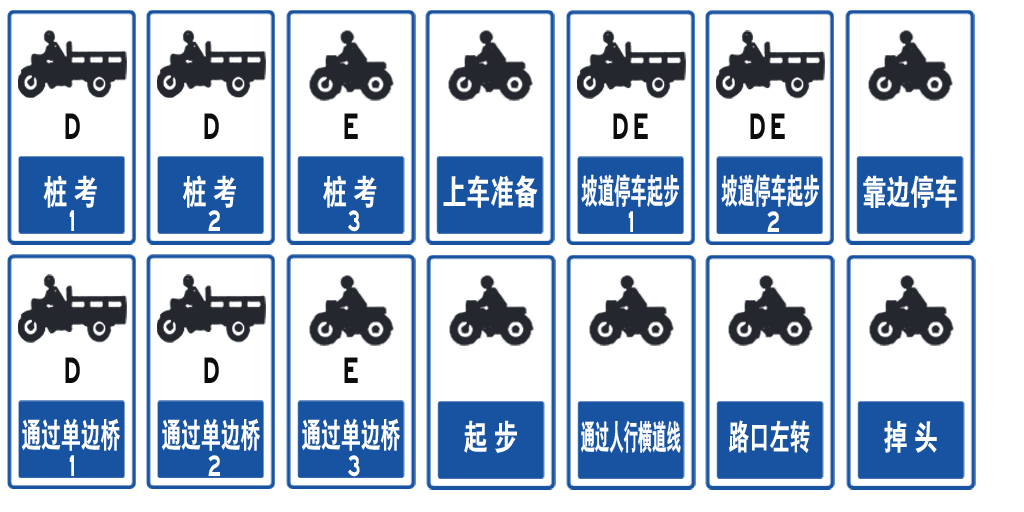 D
桩考
1
D
桩考
2
E
桩考
3
上车准备
DE
坡道停车起步
1
DE
坡道停车起步
2
靠边停车
D
通过单边桥
1
D
通过单边桥
2
E
通过单边桥
3
起步
通过人行横道线
路口左转
掉头